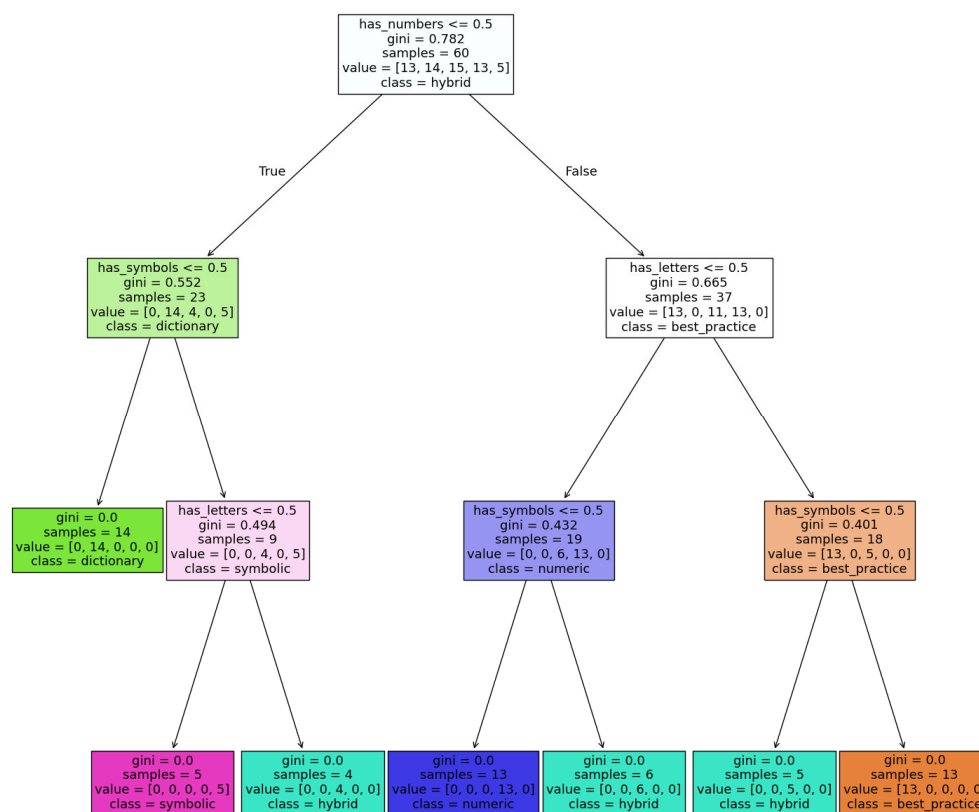 has_numbers <= 0.5
gini = 0.782
samples = 60
value = [13, 14, 15, 13, 5]
class = hybrid
True
False
has_symbols <= 0.5
gini = 0.552
samples = 23
value = [0, 14, 4, 0, 5]
class = dictionary
has_letters <= 0.5
gini = 0.665
samples = 37
value = [13, 0, 11, 13, 0]
class = best_practice
gini = 0.0
samples = 14
value = [0, 14, 0, 0, 0]
class = dictionary
has_letters <= 0.5
gini = 0.494
samples = 9
value = [0, 0, 4, 0, 5]
class = symbolic
has_symbols <= 0.5
gini = 0.432
samples = 19
value = [0, 0, 6, 13, 0]
class = numeric
has_symbols <= 0.5
gini = 0.401
samples = 18
value = [13, 0, 5, 0, 0]
class = best_practice
gini = 0.0
samples = 5
value = [0, 0, 0, 0, 5]
class = symbolic
gini = 0.0
samples = 4
value = [0, 0, 4, 0, 0]
class = hybrid
gini = 0.0
samples = 13
value = [0, 0, 0, 13, 0]
class = numeric
gini = 0.0
samples = 6
value = [0, 0, 6, 0, 0]
class = hybrid
gini = 0.0
samples = 5
value = [0, 0, 5, 0, 0]
class = hybrid
gini = 0.0
samples = 13
value = [13, 0, 0, 0,
class =